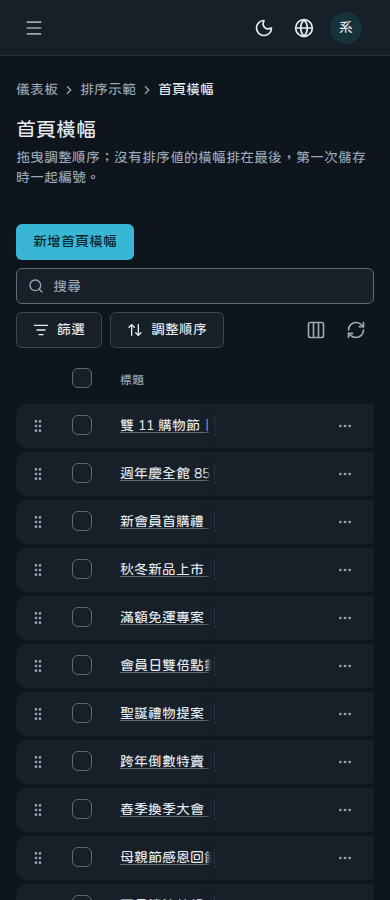 系
儀表板 > 排序示範 > 首頁橫幅
首頁橫幅
拖曳調整順序；沒有排序值的橫幅排在最後，第一次儲存
時一起編號。
新增首頁橫幅
搜尋
篩選
調整順序
標題
雙 11 購物節
週年慶全館 85
新會員首購禮
秋冬新品上市
滿額免運專案
會員日雙倍點
聖誕禮物提案
跨年倒數特賣
春季換季大會
母親節感恩回